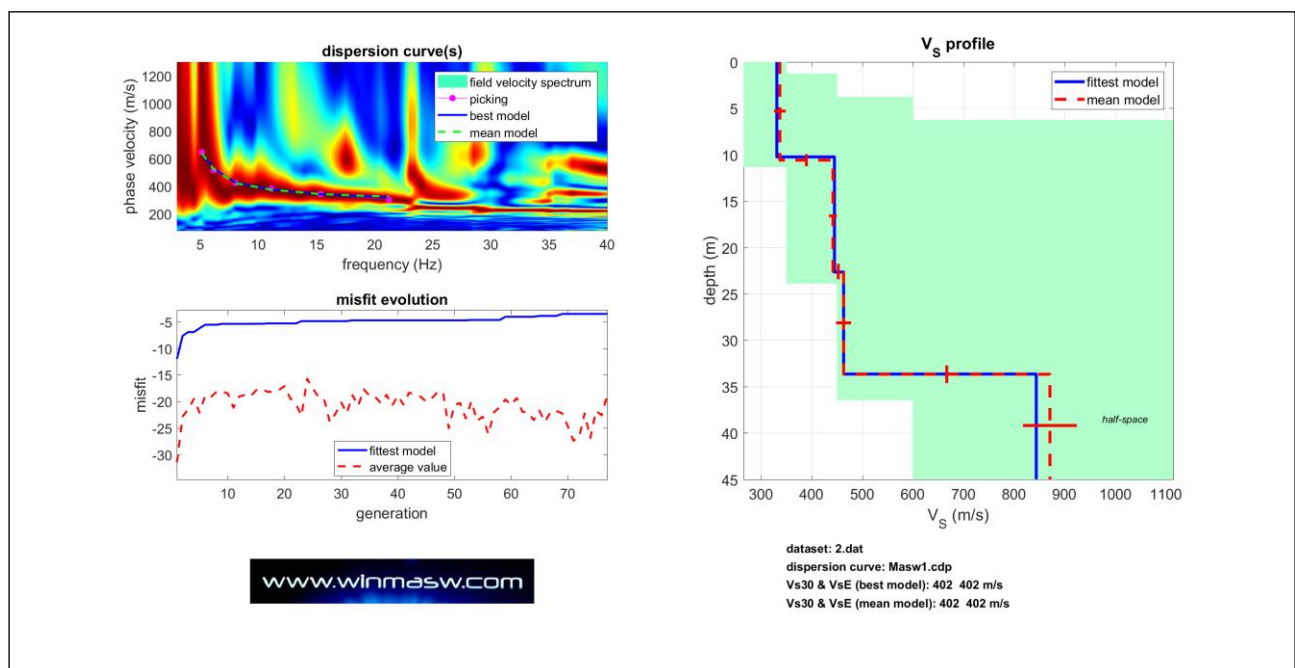 dispersion curve(s)
phase velocity (m/s)
1200
1000
800
600
400
200
field velocity spectrum
picking
best model
mean model
5 10 15 20 25 30 35 40
frequency (Hz)
misfit evolution
misfit
-5
-10
-15
-20
-25
-30
fittest model
average value
10 20 30 40 50 60 70
generation
www.winmasw.com
VS profile
depth (m)
0
5
10
15
20
25
30
35
40
45
fittest model
mean model
half-space
300 400 500 600 700 800 900 1000 1100
VS (m/s)
dataset: 2.dat
dispersion curve: Masw1.cdp
Vs30 & VsE (best model): 402 402 m/s
Vs30 & VsE (mean model): 402 402 m/s